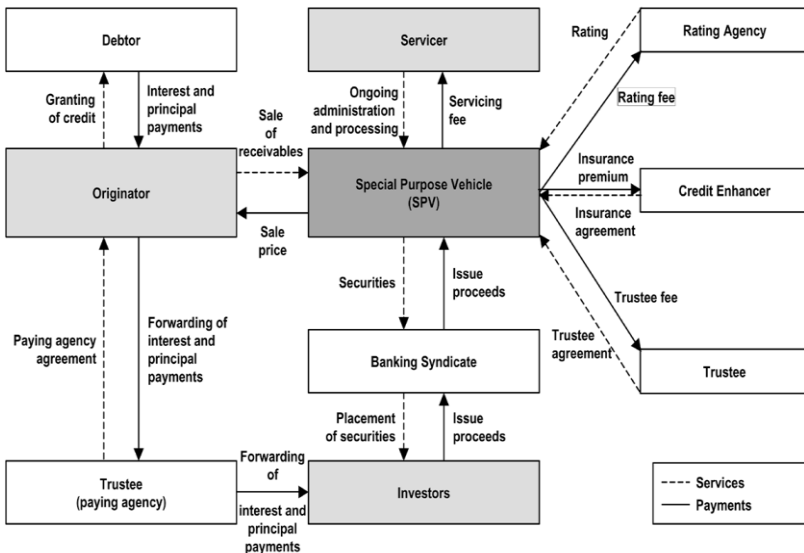 Debtor
Servicer
Rating
Rating Agency
Granting
of credit
Interest and
principal
payments
Ongoing
administration
and processing
Servicing
fee
Rating fee
Sale
of
receivables
Originator
Special Purpose Vehicle
(SPV)
Insurance
premium
Credit Enhancer
Insurance
agreement
Sale
price
Securities
Issue
proceeds
Trustee fee
Paying agency
agreement
Forwarding of
interest and
principal
payments
Banking Syndicate
Trustee
agreement
Trustee
Placement
of securities
Issue
proceeds
Trustee
(paying agency)
Forwarding
of
interest and
principal
payments
Investors
Services
Payments